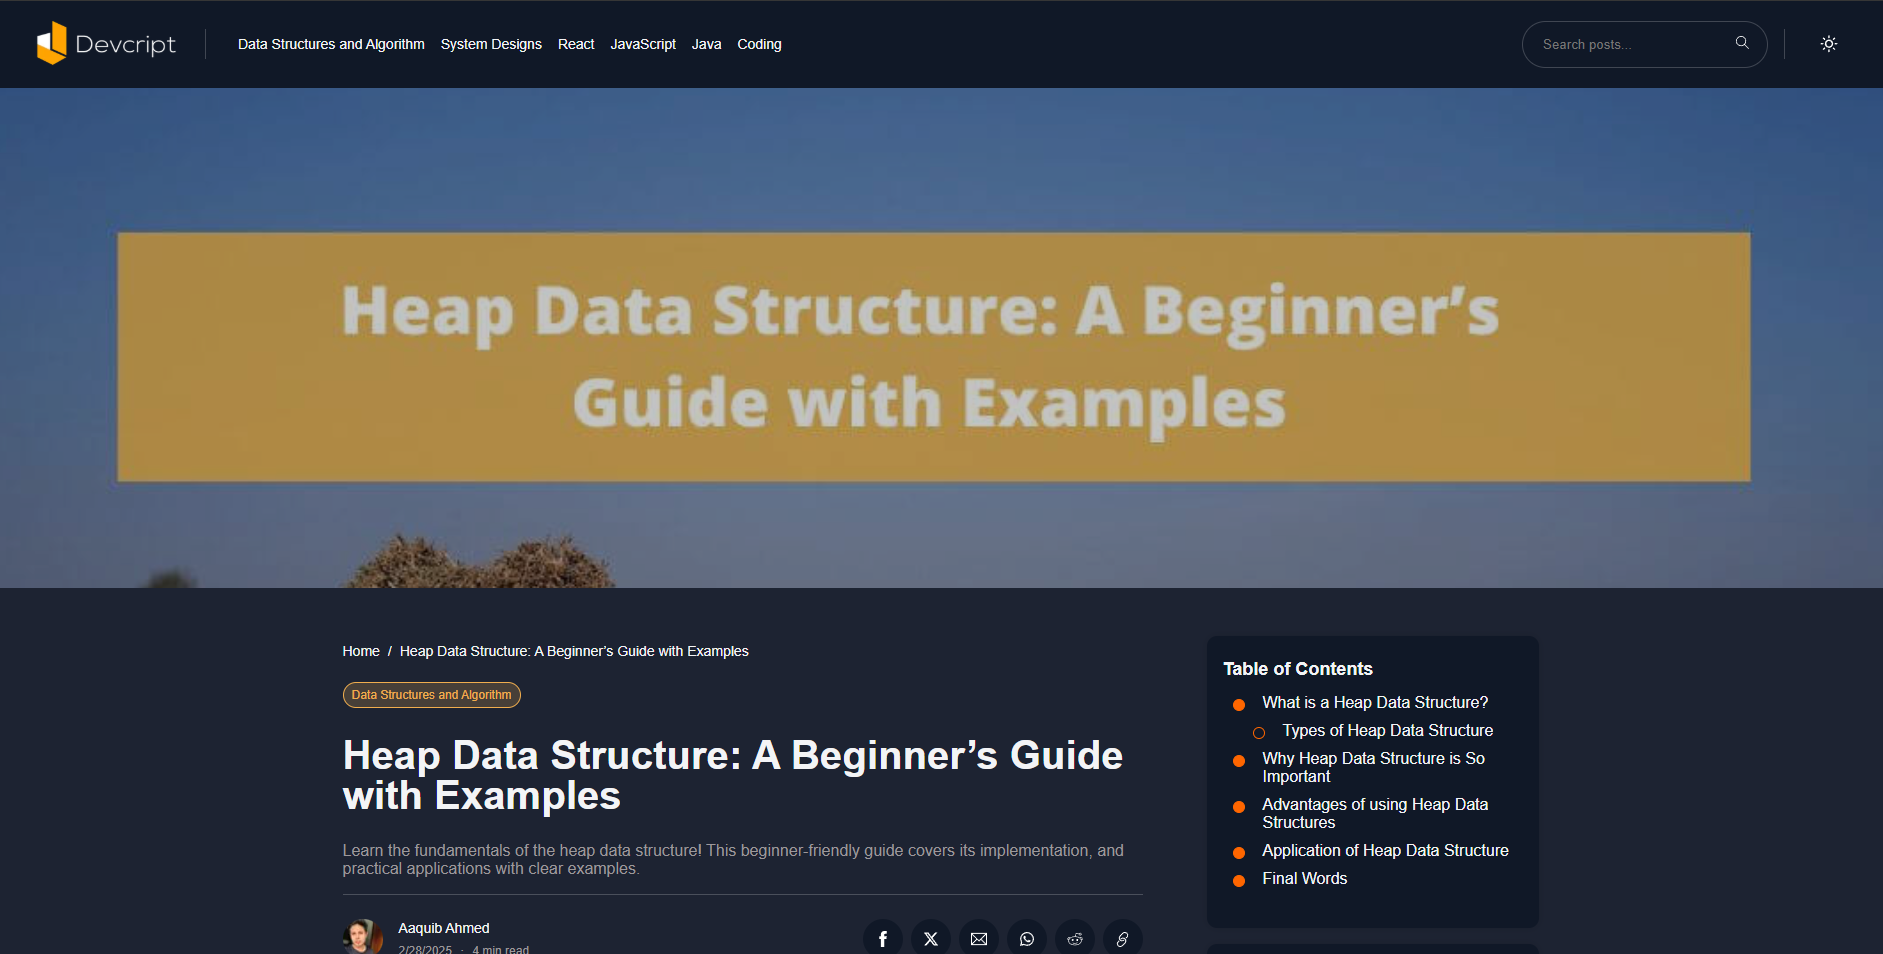 Devcript
Data Structures and Algorithm System Designs React JavaScript Java Coding
Search posts...
Heap Data Structure: A Beginner’s
Guide with Examples
Home / Heap Data Structure: A Beginner’s Guide with Examples
Data Structures and Algorithm
Heap Data Structure: A Beginner’s Guide
with Examples
Learn the fundamentals of the heap data structure! This beginner-friendly guide covers its implementation, and
practical applications with clear examples.
Aaquib Ahmed
2/28/2025 · 4 min read
Table of Contents
What is a Heap Data Structure?
Types of Heap Data Structure
Why Heap Data Structure is So
Important
Advantages of using Heap Data
Structures
Application of Heap Data Structure
Final Words